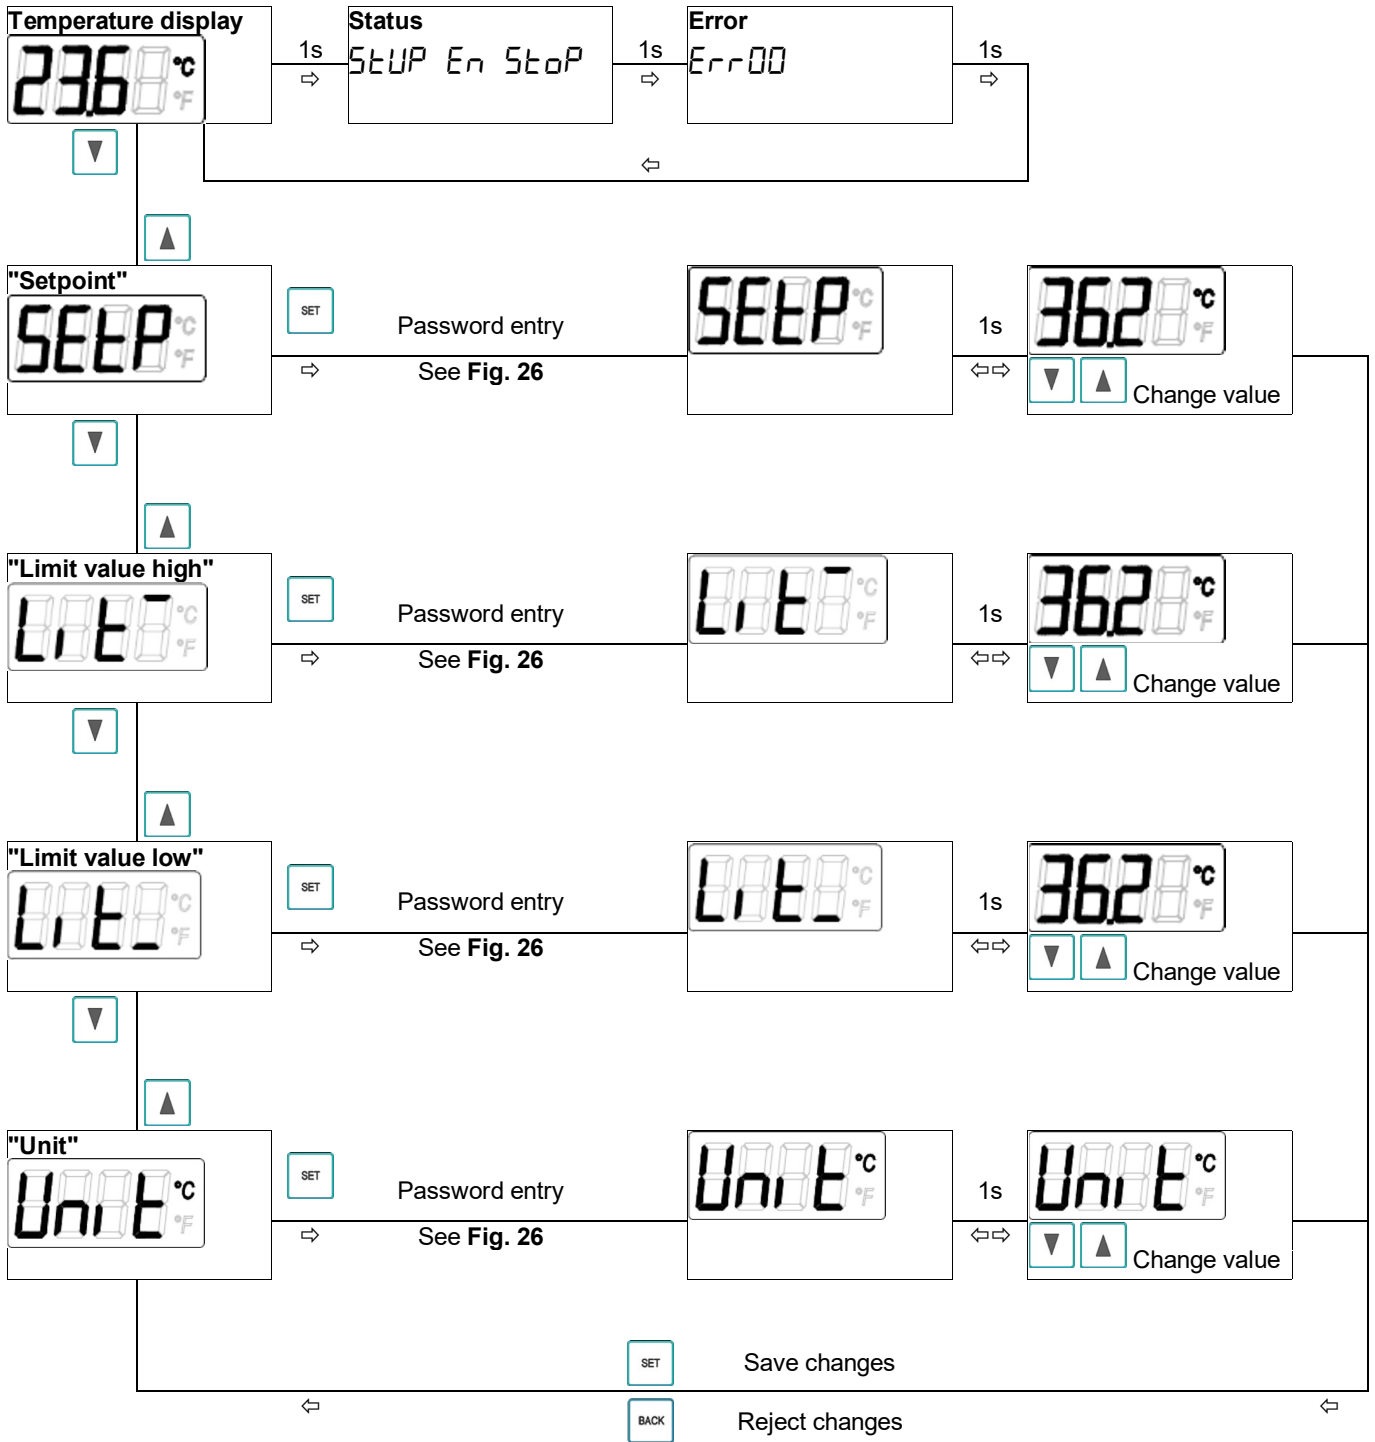 Temperature display
23.6 °C
°F
1s
Status
StUP En StoP
1s
Error
Err00
1s
"Setpoint"
SEtP °C
°F
SET
Password entry
See Fig. 26
SEtP °C
°F
1s
36.2 °C
°F
Change value
"Limit value high"
Lit¯ °C
°F
SET
Password entry
See Fig. 26
Lit¯ °C
°F
1s
36.2 °C
°F
Change value
"Limit value low"
Lit_ °C
°F
SET
Password entry
See Fig. 26
Lit_ °C
°F
1s
36.2 °C
°F
Change value
"Unit"
Unit °C
°F
SET
Password entry
See Fig. 26
Unit °C
°F
1s
Unit °C
°F
Change value
SET Save changes
BACK Reject changes